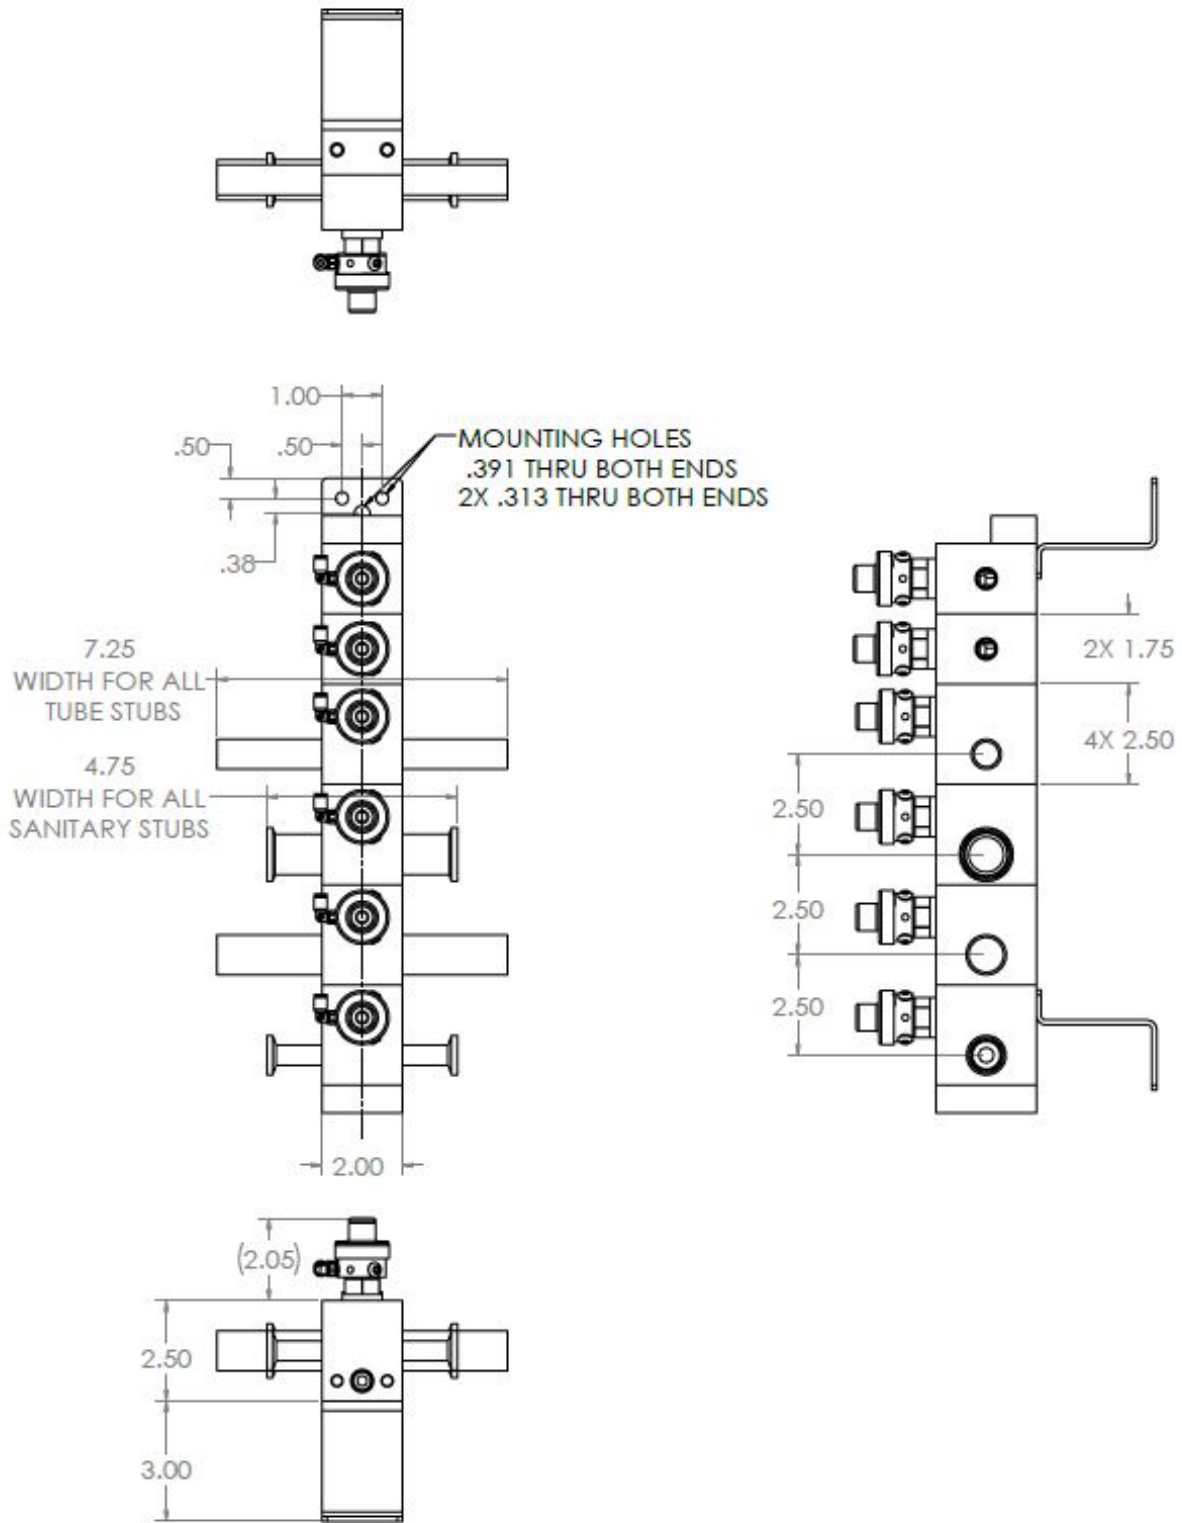 1.00
.50
.50
MOUNTING HOLES
.391 THRU BOTH ENDS
2X .313 THRU BOTH ENDS
.38
7.25
WIDTH FOR ALL
TUBE STUBS
4.75
WIDTH FOR ALL
SANITARY STUBS
2X 1.75
4X 2.50
2.50
2.50
2.50
2.00
(2.05)
2.50
3.00